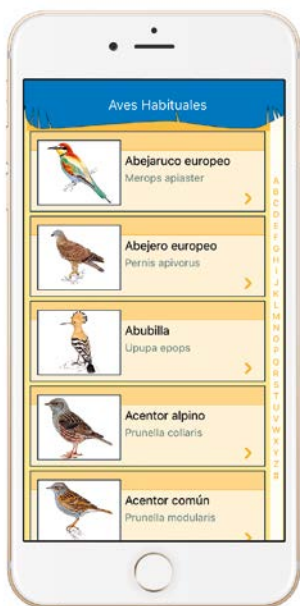 Aves Habituales
Abejaruco europeo
Merops apiaster
Abejero europeo
Pernis apivorus
Abubilla
Upupa epops
Acentor alpino
Prunella collaris
Acentor común
Prunella modularis
A
B
C
D
E
F
G
H
I
J
K
L
M
N
O
P
Q
R
S
T
U
V
W
X
Y
Z